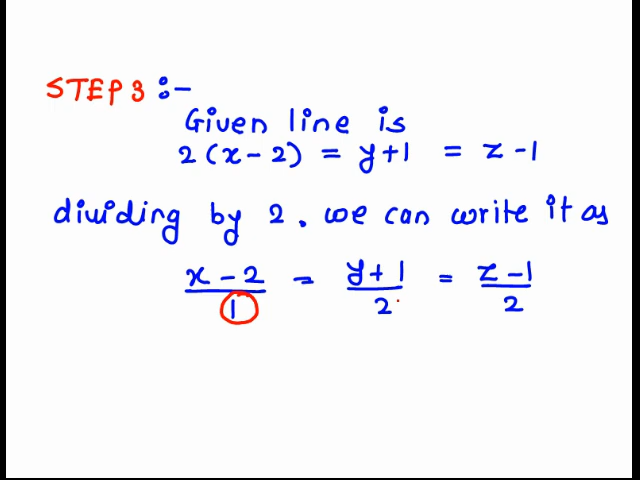 STEP 3 :-
Given line is
2(x-2) = y+1 = z-1
dividing by 2. we can write it as
x-2 = y+1 = z-1
1 2 2